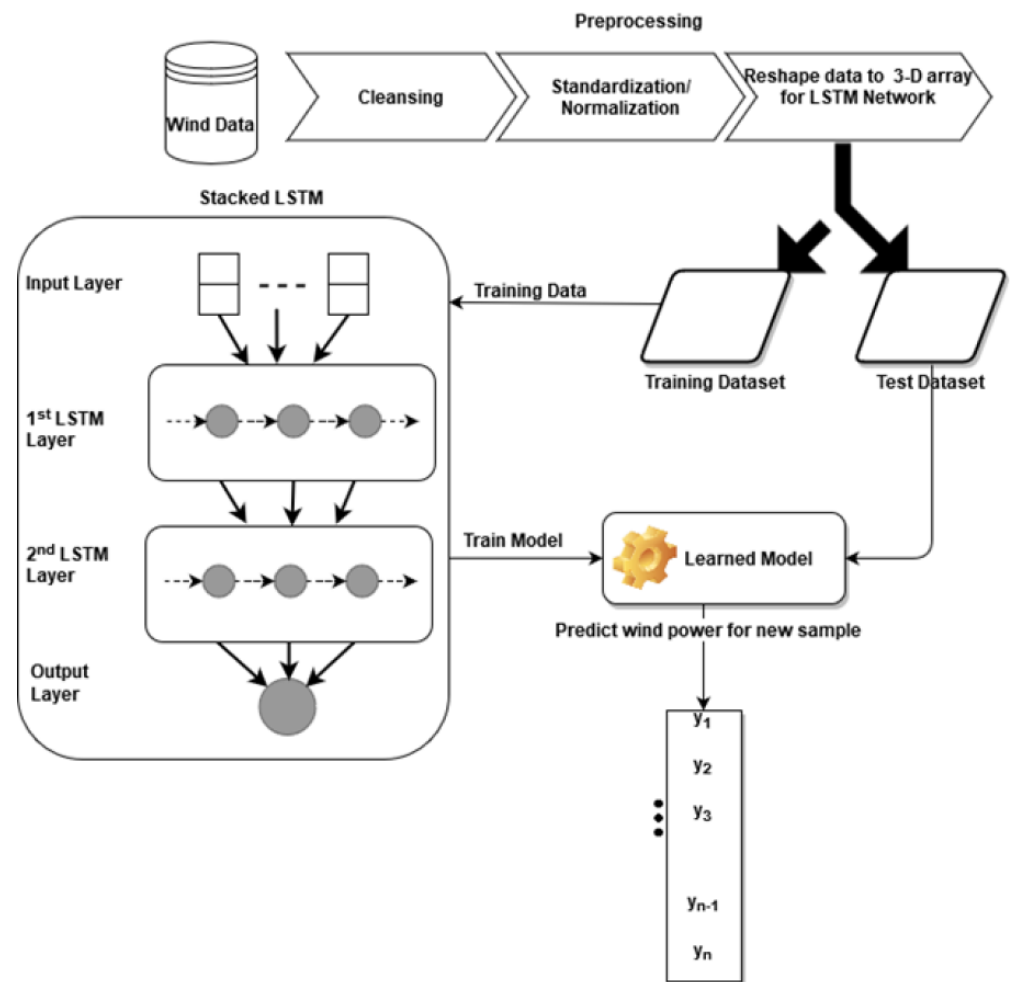 Preprocessing
Wind Data
Cleansing
Standardization/
Normalization
Reshape data to 3-D array
for LSTM Network
Stacked LSTM
Input Layer
Training Data
Training Dataset
Test Dataset
1st LSTM
Layer
2nd LSTM
Layer
Train Model
Learned Model
Predict wind power for new sample
Output
Layer
y1
y2
y3
yn-1
yn